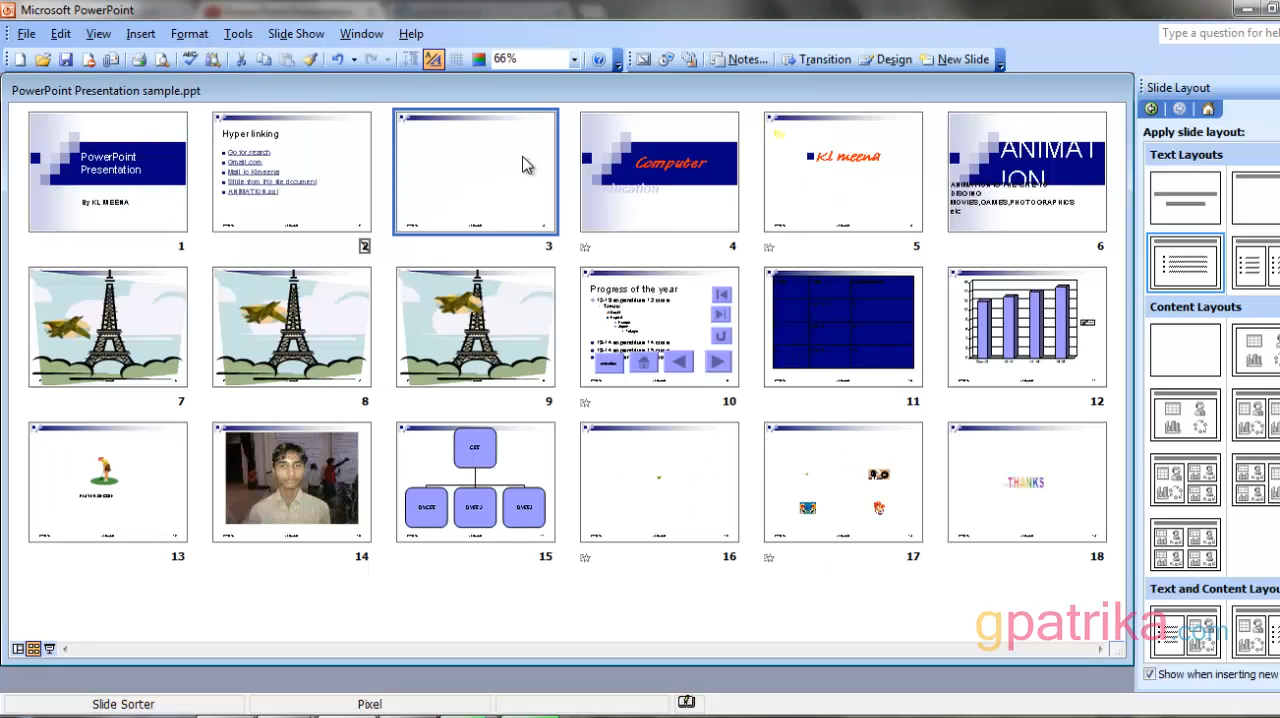 Microsoft PowerPoint
File Edit View Insert Format Tools Slide Show Window Help
Type a question for hel
66%
Notes... Transition Design New Slide
PowerPoint Presentation sample.ppt
Slide Layout
Apply slide layout:
Text Layouts
Content Layouts
Text and Content Layou
Show when inserting new
PowerPoint
Presentation
By KL MEENA
1
Hyper linking
Go for search
Gmail.com
Mail to klmeena
Slide from this file document
ANIMATION.ppt
2
3
Computer
education
4
By
Kl meena
5
ANIMAT
ION
MOVIES,GAMES,PHOTOGRAPHICS
etc
6
7
8
9
Progress of the year
10
11
12
13
14
CEE
15
16
17
THANKS
18
gpatrika.com
Slide Sorter
Pixel